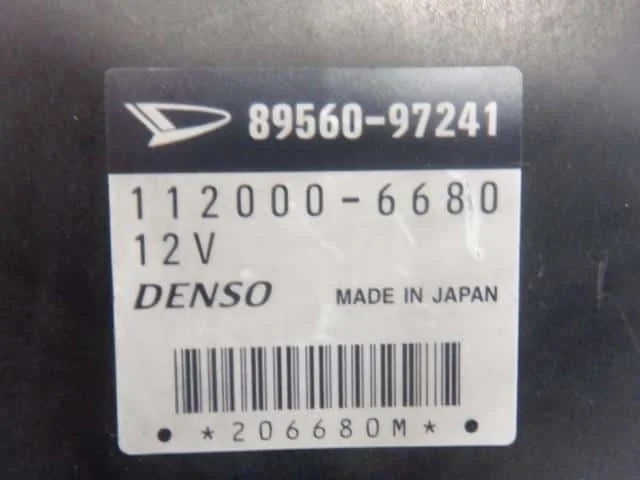 89560-97241
112000-6680
12V
DENSO MADE IN JAPAN
*206680M*